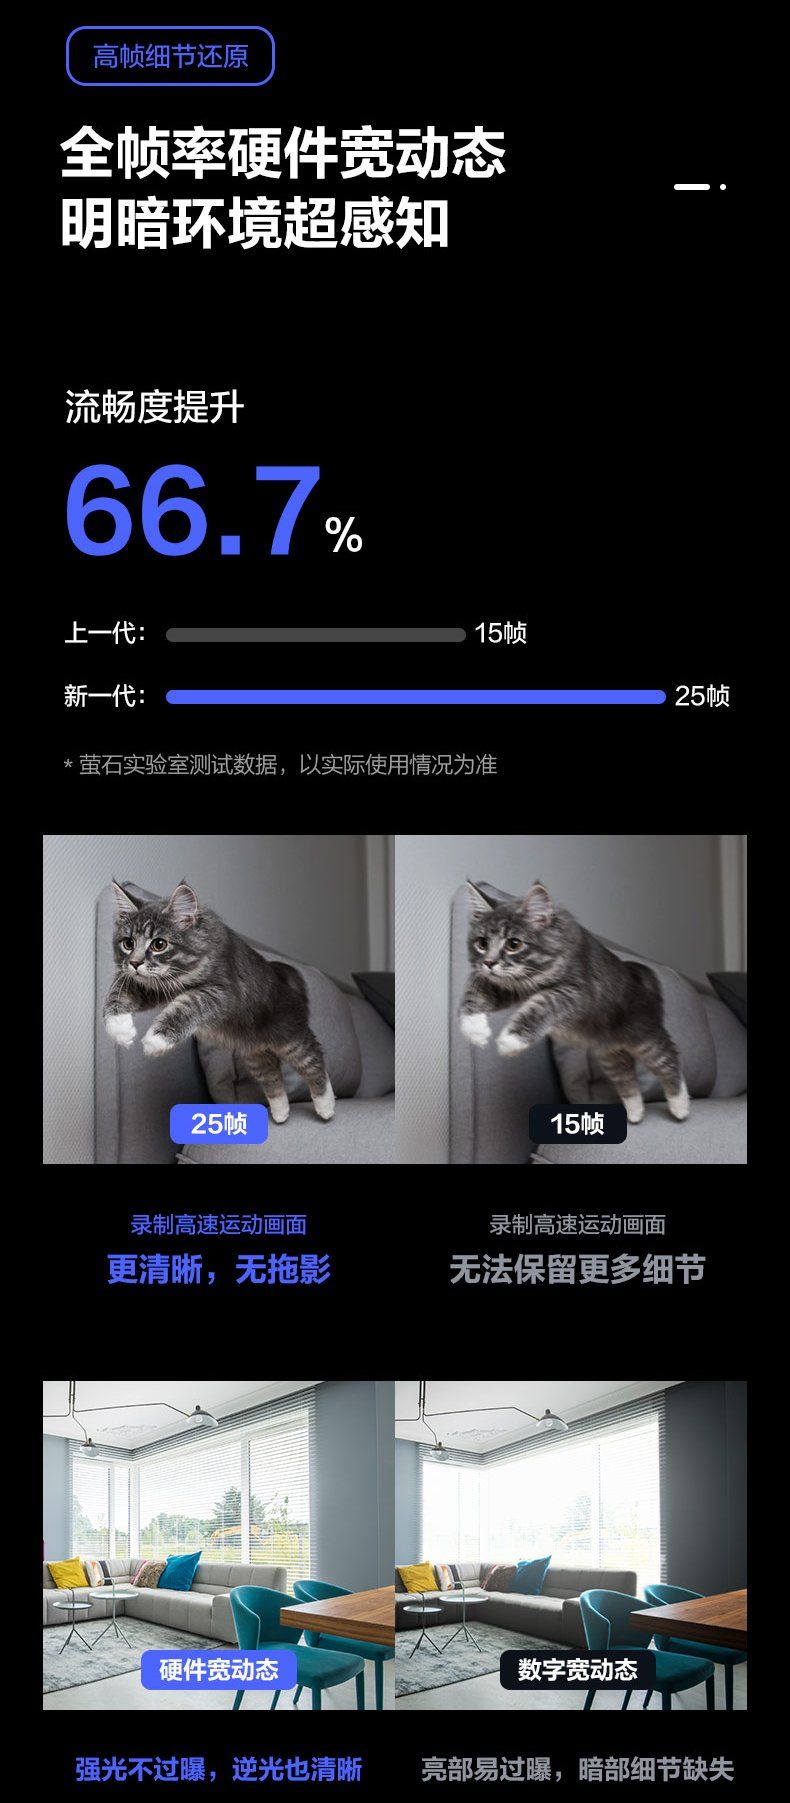 高帧细节还原
全帧率硬件宽动态
明暗环境超感知
流畅度提升
66.7%
上一代： 15帧
新一代： 25帧
* 萤石实验室测试数据，以实际使用情况为准
25帧 15帧
录制高速运动画面 录制高速运动画面
更清晰，无拖影 无法保留更多细节
硬件宽动态 数字宽动态
强光不过曝，逆光也清晰 亮部易过曝，暗部细节缺失